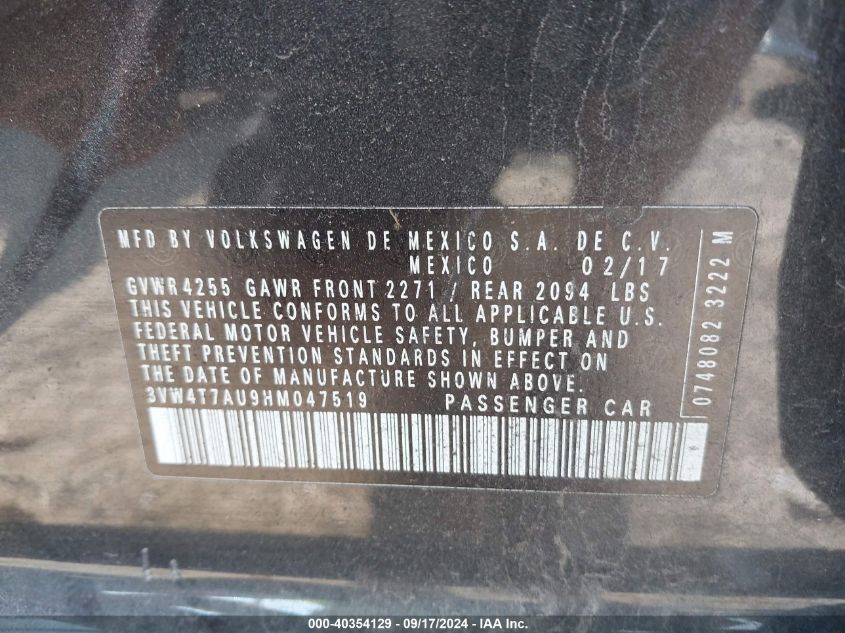 MFD BY VOLKSWAGEN DE MEXICO S.A. DE C.V.
MEXICO 02/17
GVWR 4255 GAWR FRONT 2271 / REAR 2094 LBS
THIS VEHICLE CONFORMS TO ALL APPLICABLE U.S.
FEDERAL MOTOR VEHICLE SAFETY, BUMPER AND
THEFT PREVENTION STANDARDS IN EFFECT ON
THE DATE OF MANUFACTURE SHOWN ABOVE.
3VW4T7AU9HM047519 PASSENGER CAR
0748082 3222 M
000-40354129 - 09/17/2024 - IAAI.com